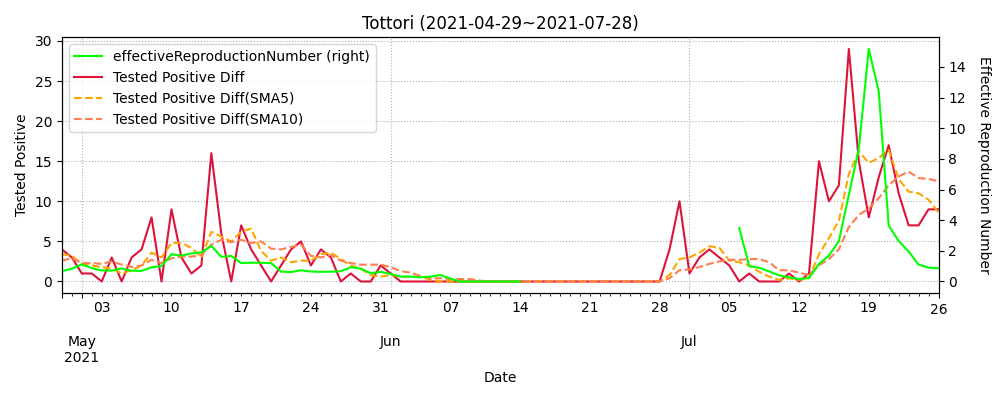 Tottori (2021-04-29~2021-07-28)
effectiveReproductionNumber (right)
Tested Positive Diff
Tested Positive Diff(SMA5)
Tested Positive Diff(SMA10)
Tested Positive
30
25
20
15
10
5
0
14
12
10
8
6
4
2
0
Effective Reproduction Number
03 10 17 24 31 07 14 21 28 05 12 19 26
May Jun Jul
2021
Date